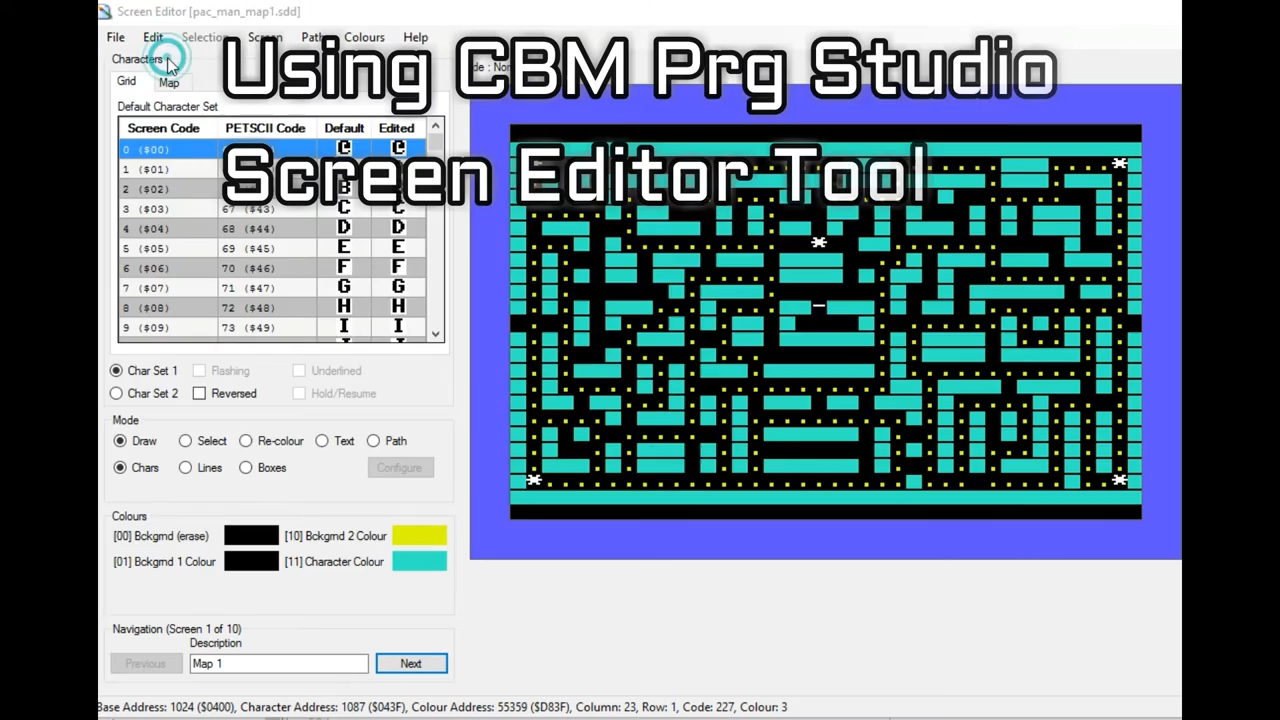 Screen Editor [pac_man_map1.sdd]
File Edit Selection Screen Path Colours Help
Using CBM Prg Studio
Screen Editor Tool
Characters
Grid Map
Default Character Set
Screen Code PETSCII Code Default Edited
0 ($00)
1 ($01)
2 ($02)
3 ($03) 67 ($43) C C
4 ($04) 68 ($44) D D
5 ($05) 69 ($45) E E
6 ($06) 70 ($46) F F
7 ($07) 71 ($47) G G
8 ($08) 72 ($48) H H
9 ($09) 73 ($49) I I
Char Set 1 Flashing Underlined
Char Set 2 Reversed Hold/Resume
Mode
Draw Select Re-colour Text Path
Chars Lines Boxes Configure
Colours
[00] Bckgrnd (erase) [10] Bckgrnd 2 Colour
[01] Bckgrnd 1 Colour [11] Character Colour
Navigation (Screen 1 of 10)
Description
Previous Map 1 Next
Base Address: 1024 ($0400), Character Address: 1087 ($043F), Colour Address: 55359 ($D83F), Column: 23, Row: 1, Code: 227, Colour: 3